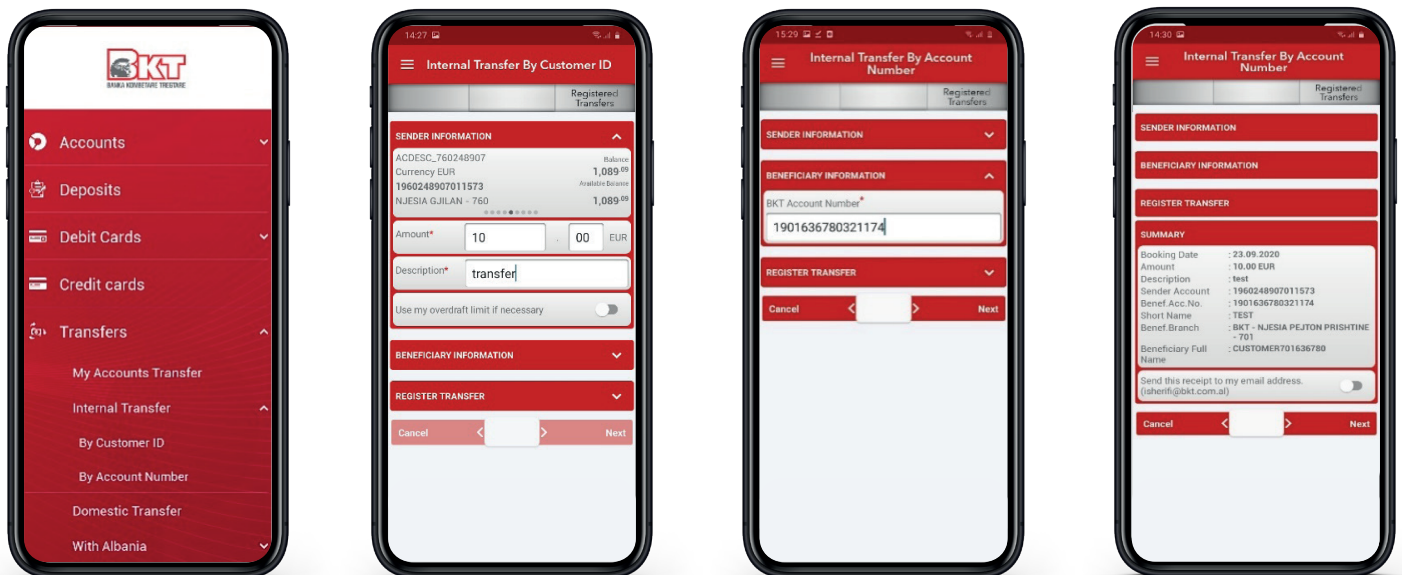 BKT
BANKA KOMBETARE TREGTARE
Accounts
Deposits
Debit Cards
Credit cards
Transfers
My Accounts Transfer
Internal Transfer
By Customer ID
By Account Number
Domestic Transfer
With Albania
14:27
Internal Transfer By Customer ID
Registered
Transfers
SENDER INFORMATION
ACDESC_760248907
Balance
Currency EUR
1,089.09
1960248907011573
Available Balance
NJESIA GJILAN - 760
1,089.09
Amount*
10 . 00 EUR
Description*
transfer
Use my overdraft limit if necessary
BENEFICIARY INFORMATION
REGISTER TRANSFER
Cancel < > Next
15:29
Internal Transfer By Account
Number
Registered
Transfers
SENDER INFORMATION
BENEFICIARY INFORMATION
BKT Account Number*
1901636780321174
REGISTER TRANSFER
Cancel < > Next
14:30
Internal Transfer By Account
Number
Registered
Transfers
SENDER INFORMATION
BENEFICIARY INFORMATION
REGISTER TRANSFER
SUMMARY
Booking Date : 23.09.2020
Amount : 10.00 EUR
Description : test
Sender Account : 1960248907011573
Benef.Acc.No. : 1901636780321174
Short Name : TEST
Benef.Branch : BKT - NJESIA PEJTON PRISHTINE
- 701
Beneficiary Full : CUSTOMER701636780
Name
Send this receipt to my email address.
(isherifi@bkt.com.al)
Cancel < > Next